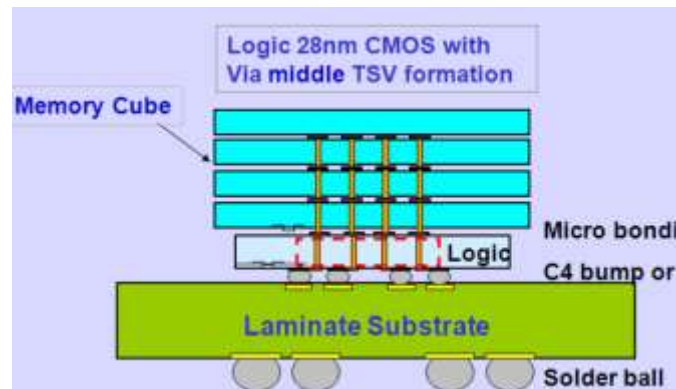 Logic 28nm CMOS with
Via middle TSV formation
Memory Cube
Micro bondi
Logic
C4 bump or
Laminate Substrate
Solder ball